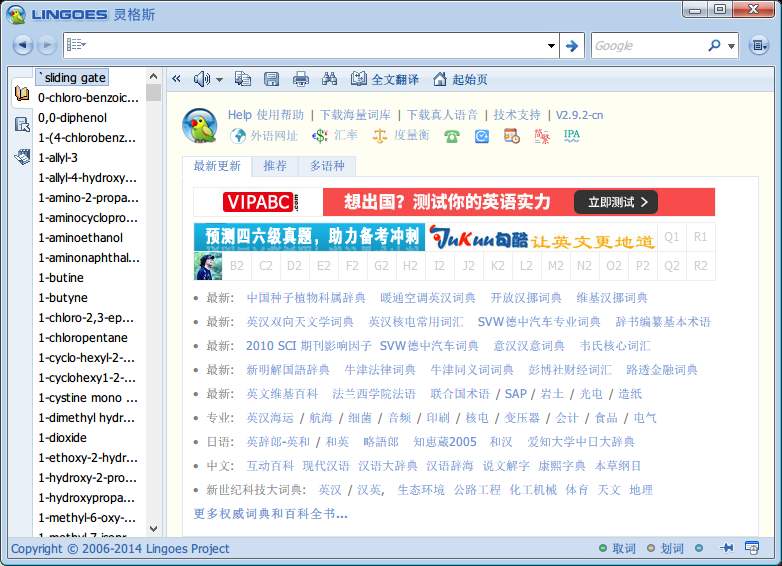 LINGOES 灵格斯
Google
`sliding gate
0-chloro-benzoic...
0,0-diphenol
1-(4-chlorobenz...
1-allyl-3
1-allyl-4-hydroxy...
1-amino-2-propa...
1-aminocyclopro...
1-aminoethanol
1-aminonaphthal...
1-butine
1-butyne
1-chloro-2,3-ep...
1-chloropentane
1-cyclo-hexyl-2-...
1-cyclohexy1-2-...
1-cystine mono ...
1-dimethyl hydr...
1-dioxide
1-ethoxy-2-hydr...
1-hydroxy-2-pro...
1-hydroxypropa...
1-methyl-6-oxy-...
1-methyl-7-isopr...
全文翻译 起始页
Help 使用帮助 | 下载海量词库 | 下载真人语音 | 技术支持 | V2.9.2-cn
外语网址 汇率 度量衡 简繁 IPA
最新更新 推荐 多语种
VIPABC.com 想出国？测试你的英语实力 立即测试 >
预测四六级真题，助力备考冲刺 JuKuu句酷 让英文更地道 Q1 R1
B2 C2 D2 E2 F2 G2 H2 I2 J2 K2 L2 M2 N2 O2 P2 Q2 R2
最新: 中国种子植物科属辞典 暖通空调英汉词典 开放汉挪词典 维基汉挪词典
最新: 英汉双向天文学词典 英汉核电常用词汇 SVW德中汽车专业词典 辞书编纂基本术语
最新: 2010 SCI 期刊影响因子 SVW德中汽车词典 意汉汉意词典 韦氏核心词汇
最新: 新明解国語辞典 牛津法律词典 牛津同义词词典 彭博社财经词汇 路透金融词典
最新: 英文维基百科 法兰西学院法语 联合国术语 / SAP / 岩土 / 光电 / 造纸
专业: 英汉海运 / 航海 / 细菌 / 音频 / 印刷 / 核电 / 变压器 / 会计 / 食品 / 电气
日语: 英辞郎-英和 / 和英 略語郎 知惠蔵2005 和汉 爱知大学中日大辞典
中文: 互动百科 现代汉语 汉语大辞典 汉语辞海 说文解字 康熙字典 本草纲目
新世纪科技大词典: 英汉 / 汉英, 生态环境 公路工程 化工机械 体育 天文 地理
更多权威词典和百科全书...
Copyright © 2006-2014 Lingoes Project 取词 划词